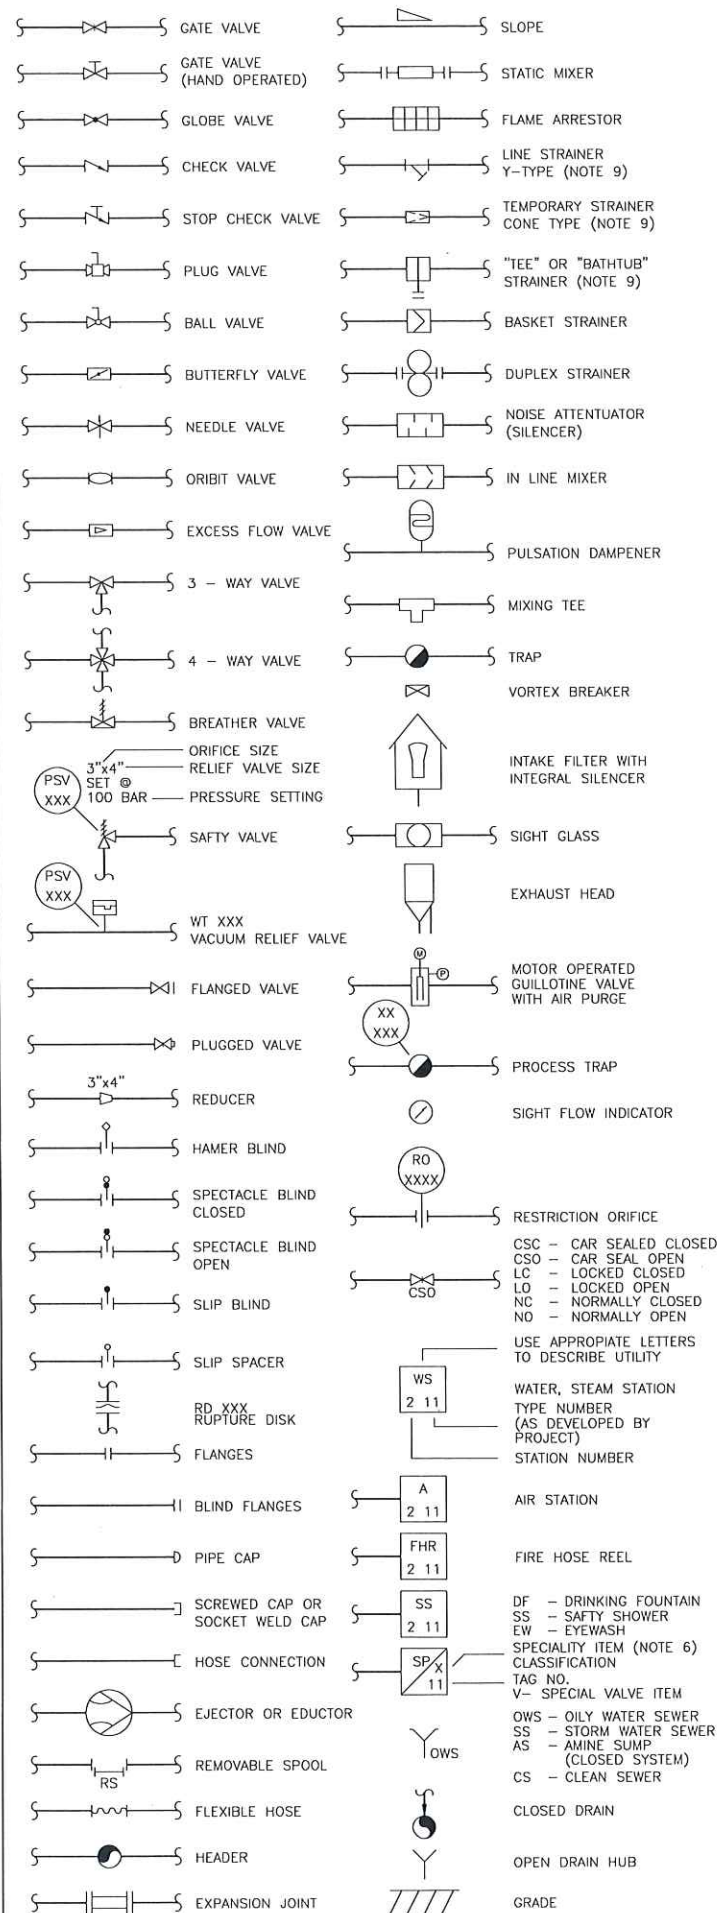 GATE VALVE
GATE VALVE
(HAND OPERATED)
GLOBE VALVE
CHECK VALVE
STOP CHECK VALVE
PLUG VALVE
BALL VALVE
BUTTERFLY VALVE
NEEDLE VALVE
ORIBIT VALVE
EXCESS FLOW VALVE
3 - WAY VALVE
4 - WAY VALVE
BREATHER VALVE
ORIFICE SIZE
3"x4" RELIEF VALVE SIZE
SET @
100 BAR PRESSURE SETTING
PSV
XXX
SAFTY VALVE
PSV
XXX
WT XXX
VACUUM RELIEF VALVE
FLANGED VALVE
PLUGGED VALVE
3"x4"
REDUCER
HAMER BLIND
SPECTACLE BLIND
CLOSED
SPECTACLE BLIND
OPEN
SLIP BLIND
SLIP SPACER
RD XXX
RUPTURE DISK
FLANGES
BLIND FLANGES
PIPE CAP
SCREWED CAP OR
SOCKET WELD CAP
HOSE CONNECTION
EJECTOR OR EDUCTOR
REMOVABLE SPOOL
RS
FLEXIBLE HOSE
HEADER
EXPANSION JOINT
SLOPE
STATIC MIXER
FLAME ARRESTOR
LINE STRAINER
Y-TYPE (NOTE 9)
TEMPORARY STRAINER
CONE TYPE (NOTE 9)
"TEE" OR "BATHTUB"
STRAINER (NOTE 9)
BASKET STRAINER
DUPLEX STRAINER
NOISE ATTENTUATOR
(SILENCER)
IN LINE MIXER
PULSATION DAMPENER
MIXING TEE
TRAP
VORTEX BREAKER
INTAKE FILTER WITH
INTEGRAL SILENCER
SIGHT GLASS
EXHAUST HEAD
M
P
MOTOR OPERATED
GUILLOTINE VALVE
WITH AIR PURGE
XX
XXX
PROCESS TRAP
SIGHT FLOW INDICATOR
RO
XXXX
RESTRICTION ORIFICE
CSO
CSC - CAR SEALED CLOSED
CSO - CAR SEAL OPEN
LC - LOCKED CLOSED
LO - LOCKED OPEN
NC - NORMALLY CLOSED
NO - NORMALLY OPEN
USE APPROPIATE LETTERS
TO DESCRIBE UTILITY
WS
2 11
WATER, STEAM STATION
TYPE NUMBER
(AS DEVELOPED BY
PROJECT)
STATION NUMBER
A
2 11
AIR STATION
FHR
2 11
FIRE HOSE REEL
SS
2 11
DF - DRINKING FOUNTAIN
SS - SAFTY SHOWER
EW - EYEWASH
SP X
11
SPECIALITY ITEM (NOTE 6)
CLASSIFICATION
TAG NO.
V- SPECIAL VALVE ITEM
OWS
OWS - OILY WATER SEWER
SS - STORM WATER SEWER
AS - AMINE SUMP
(CLOSED SYSTEM)
CS - CLEAN SEWER
CLOSED DRAIN
OPEN DRAIN HUB
GRADE